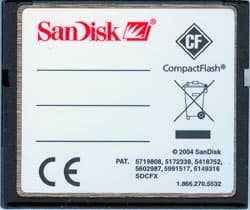 SanDisk
CF
CompactFlash®
© 2004 SanDisk
PAT. 5719808, 5172338, 5418752,
5602987, 5991517, 6149316
SDCFX
1.866.270.5532
CE